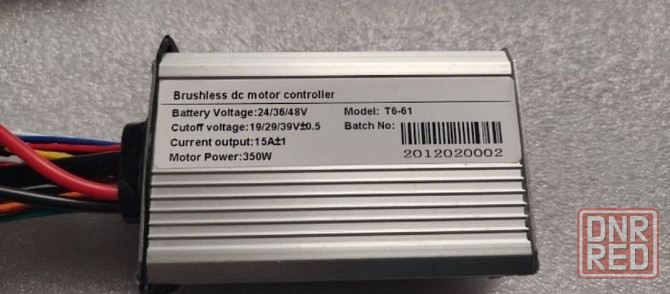 Brushless dc motor controller
Battery Voltage:24/36/48V Model: T6-61
Cutoff voltage:19/29/39V±0.5 Batch No:
Current output:15A±1
2012020002
Motor Power:350W
DNR
RED